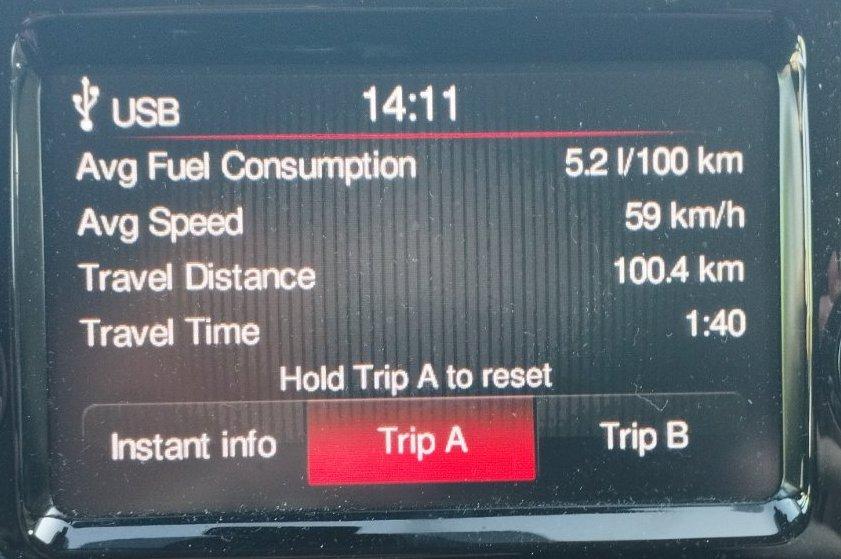 USB 14:11
Avg Fuel Consumption 5.2 l/100 km
Avg Speed 59 km/h
Travel Distance 100.4 km
Travel Time 1:40
Hold Trip A to reset
Instant info Trip A Trip B